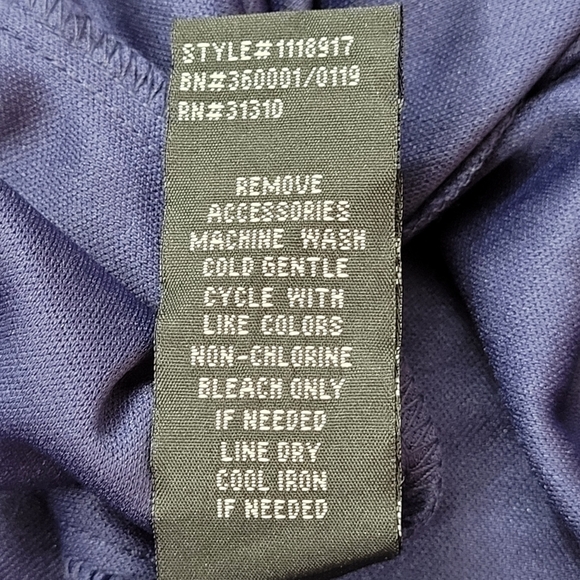 STYLE#1118917
BN#360001/0119
RN#31310
REMOVE
ACCESSORIES
MACHINE WASH
COLD GENTLE
CYCLE WITH
LIKE COLORS
NON-CHLORINE
BLEACH ONLY
IF NEEDED
LINE DRY
COOL IRON
IF NEEDED